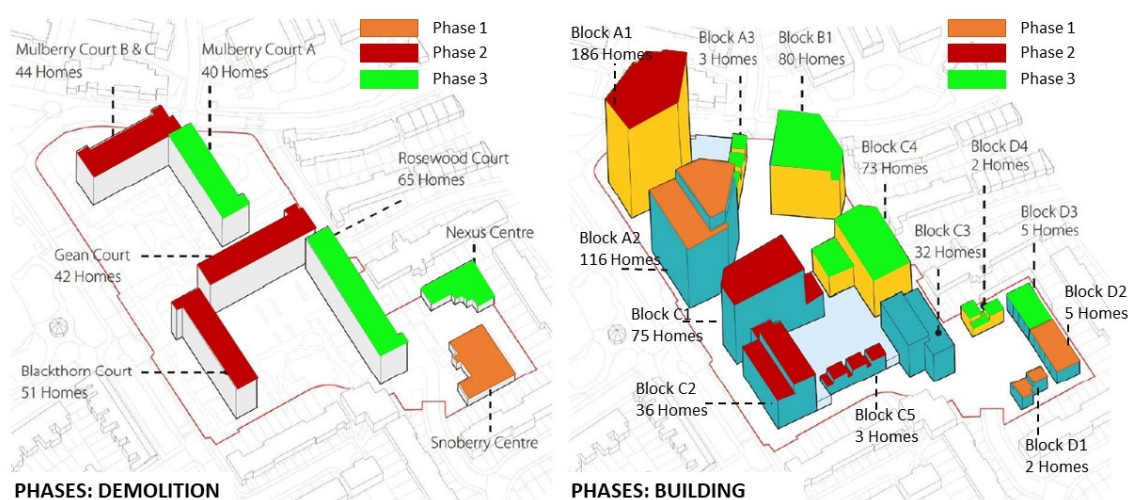 Phase 1
Phase 2
Phase 3
Mulberry Court B & C
44 Homes
Mulberry Court A
40 Homes
Rosewood Court
65 Homes
Nexus Centre
Gean Court
42 Homes
Blackthorn Court
51 Homes
Snoberry Centre
PHASES: DEMOLITION
Phase 1
Phase 2
Phase 3
Block A1
186 Homes
Block A3
3 Homes
Block B1
80 Homes
Block C4
73 Homes
Block D4
2 Homes
Block D3
5 Homes
Block C3
32 Homes
Block A2
116 Homes
Block D2
5 Homes
Block C1
75 Homes
Block C2
36 Homes
Block C5
3 Homes
Block D1
2 Homes
PHASES: BUILDING